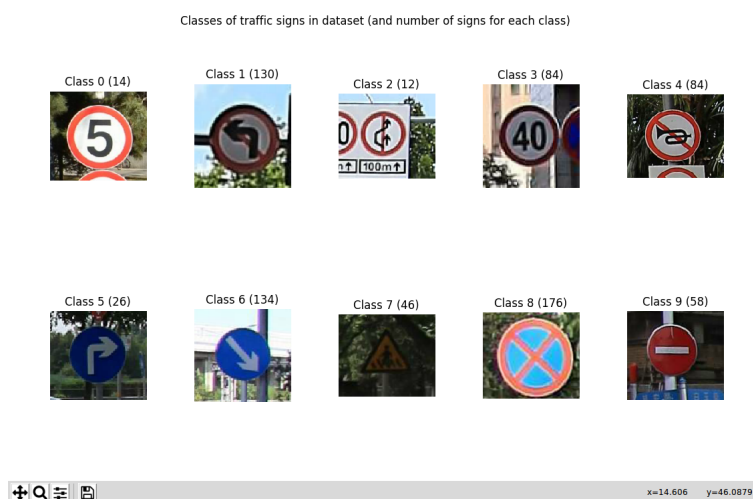 Classes of traffic signs in dataset (and number of signs for each class)
Class 0 (14)
Class 1 (130)
Class 2 (12)
Class 3 (84)
Class 4 (84)
5
0
100m↑
40
Class 5 (26)
Class 6 (134)
Class 7 (46)
Class 8 (176)
Class 9 (58)
x=14.606 y=46.0879